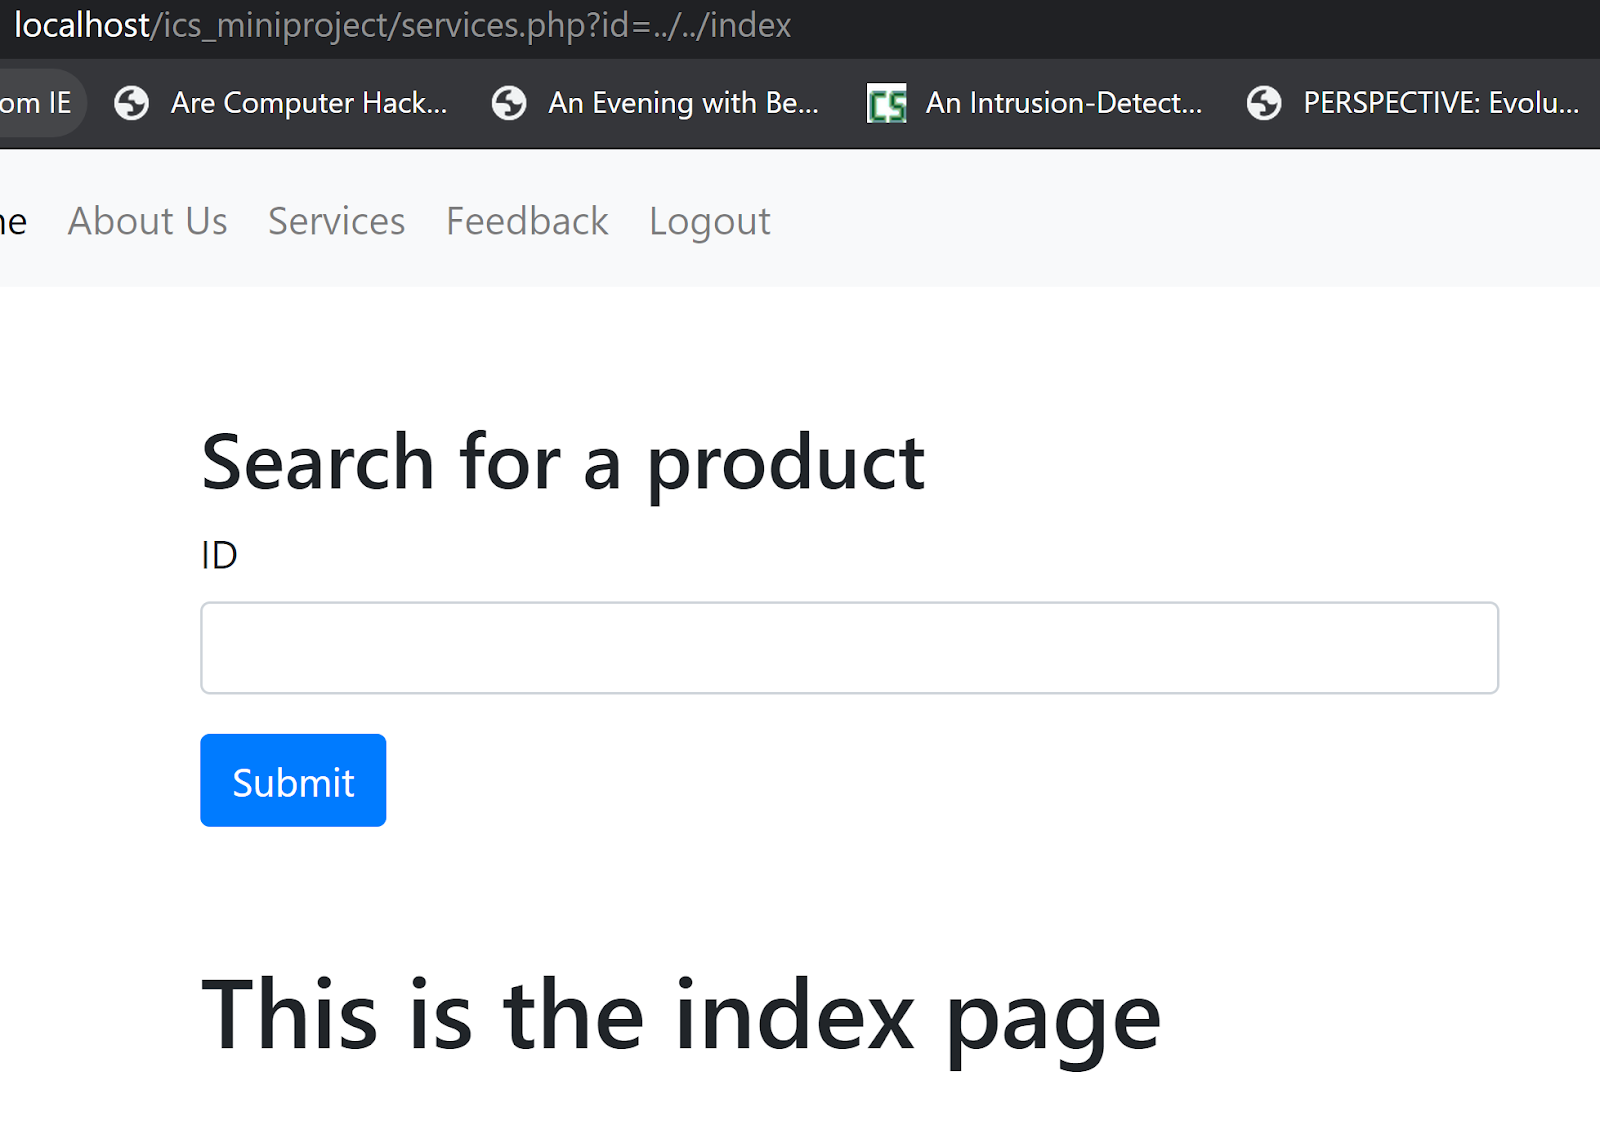 localhost/ics_miniproject/services.php?id=../../index
om IE Are Computer Hack... An Evening with Be... CS An Intrusion-Detect... PERSPECTIVE: Evolu...
ne About Us Services Feedback Logout
Search for a product
ID
Submit
This is the index page